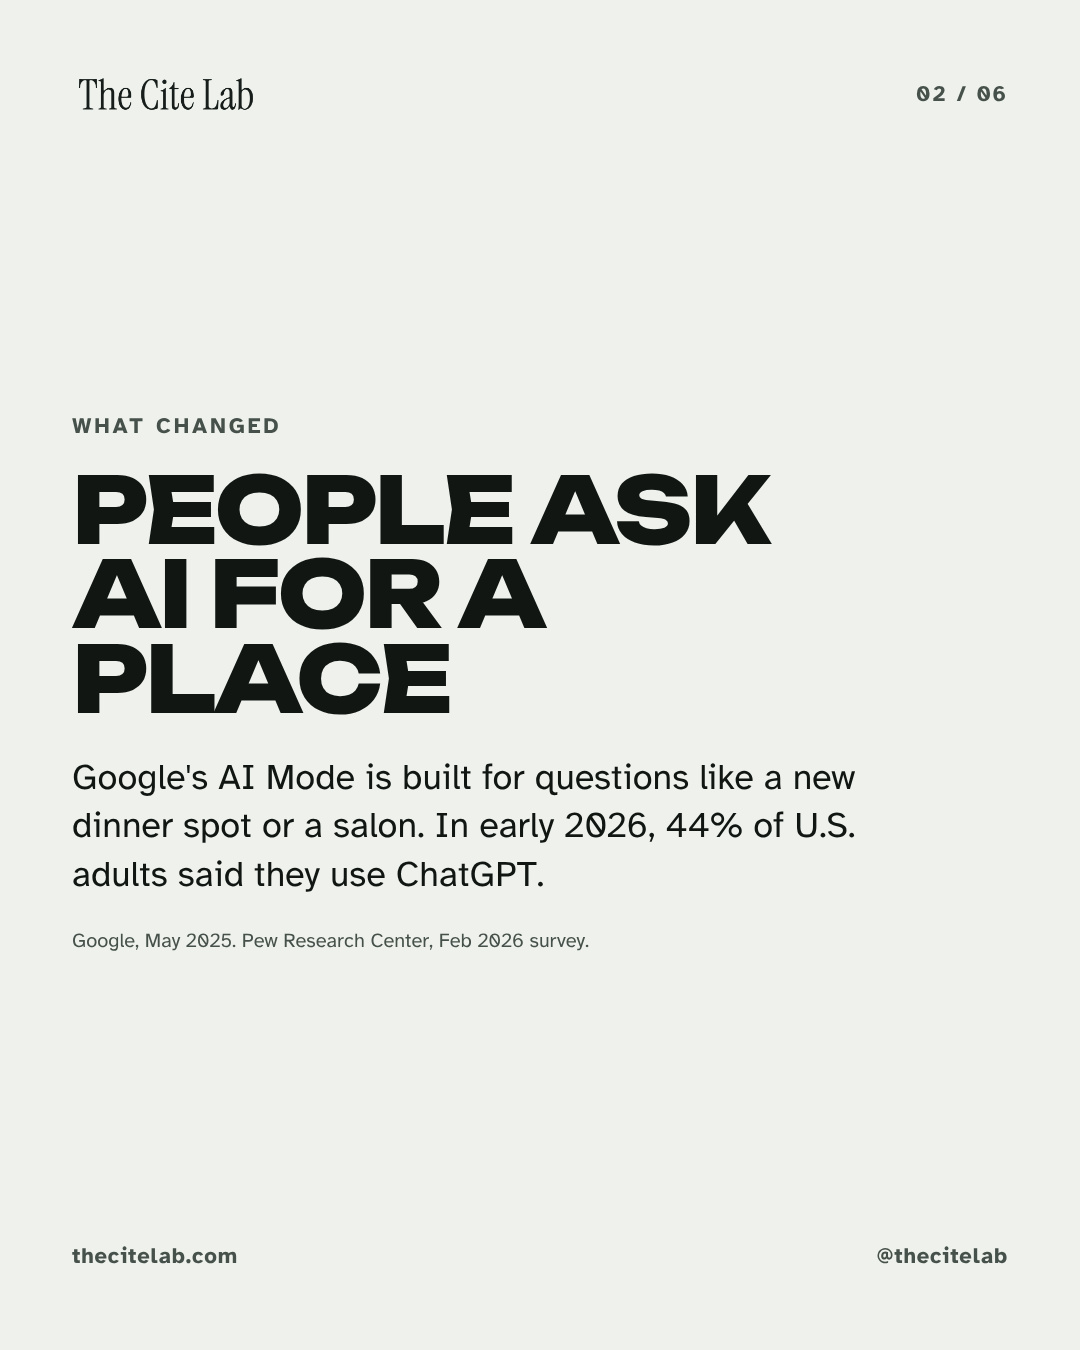 The Cite Lab
02 / 06
WHAT CHANGED
PEOPLE ASK
AI FOR A
PLACE
Google's AI Mode is built for questions like a new
dinner spot or a salon. In early 2026, 44% of U.S.
adults said they use ChatGPT.
Google, May 2025. Pew Research Center, Feb 2026 survey.
thecitelab.com
@thecitelab